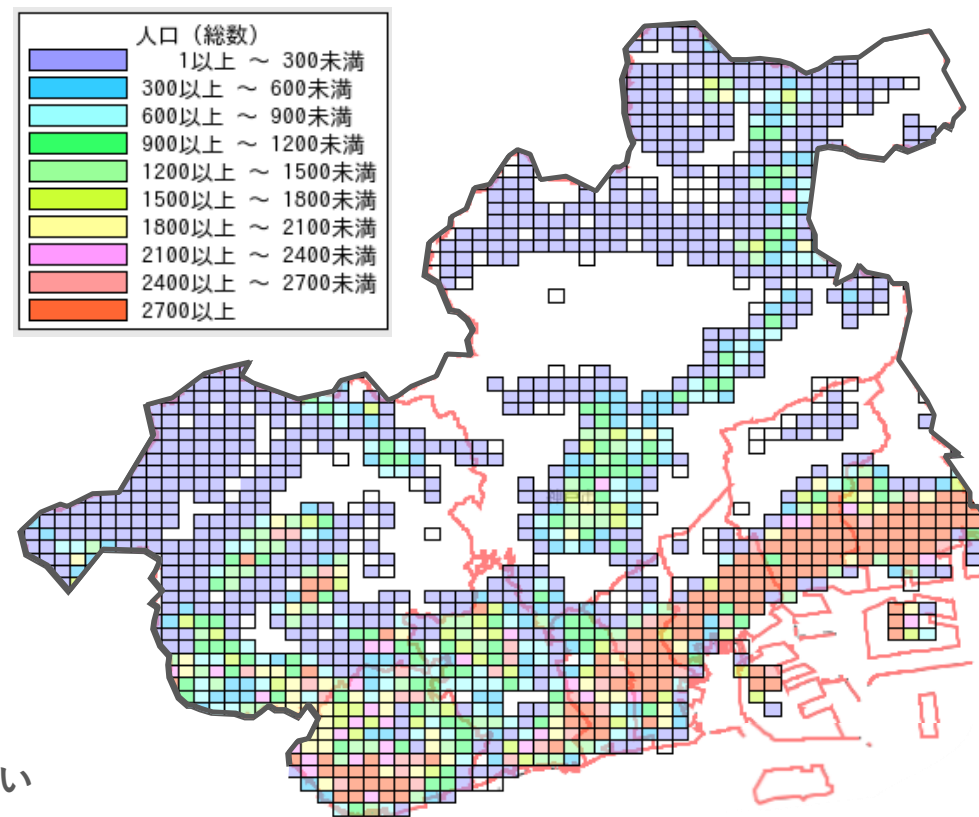 人口（総数）
1以上 ～ 300未満
300以上 ～ 600未満
600以上 ～ 900未満
900以上 ～ 1200未満
1200以上 ～ 1500未満
1500以上 ～ 1800未満
1800以上 ～ 2100未満
2100以上 ～ 2400未満
2400以上 ～ 2700未満
2700以上
い